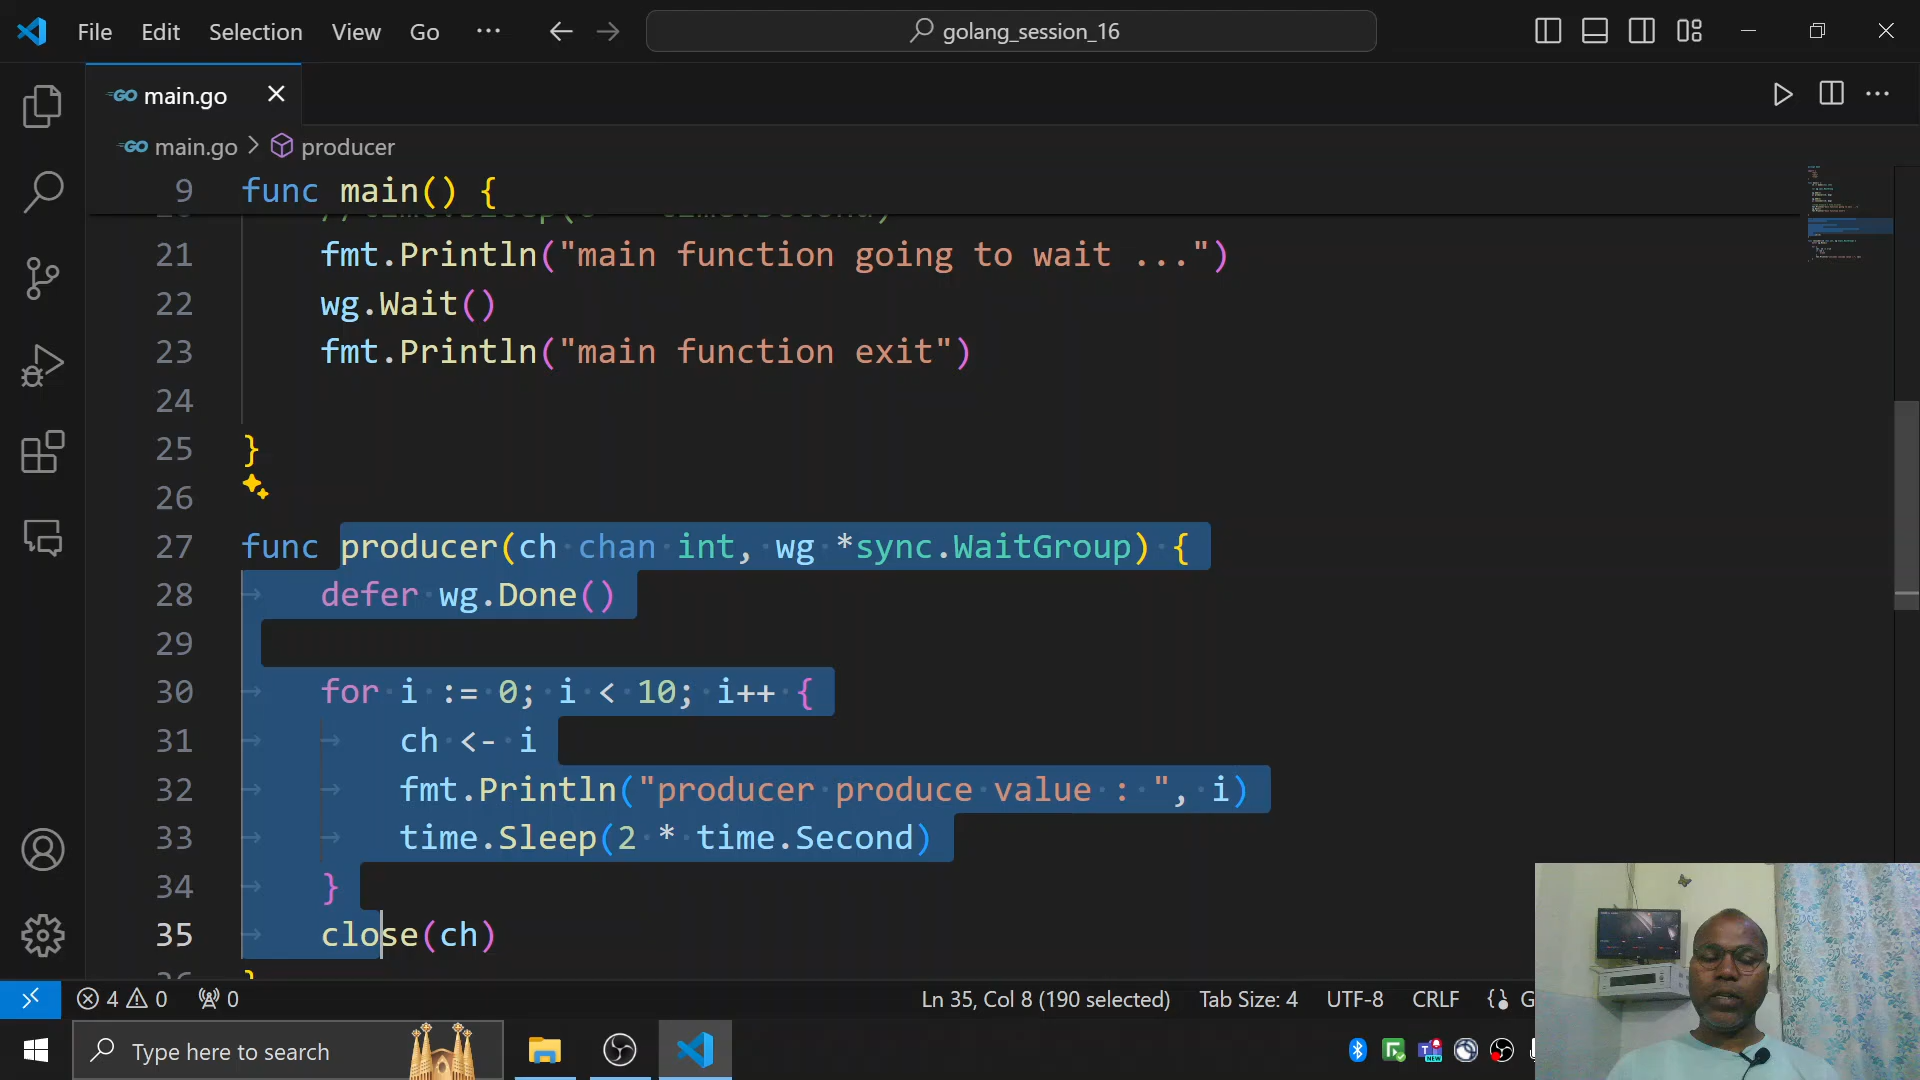 File Edit Selection View Go ··· golang_session_16
GO main.go
GO main.go > producer
9 func main() {
21 fmt.Println("main function going to wait ...")
22 wg.Wait()
23 fmt.Println("main function exit")
24
25 }
26
27 func producer(ch chan int, wg *sync.WaitGroup) {
28 defer wg.Done()
29
30 for i := 0; i < 10; i++ {
31 ch <- i
32 fmt.Println("producer produce value : ", i)
33 time.Sleep(2 * time.Second)
34 }
35 close(ch)
4 0 0 Ln 35, Col 8 (190 selected) Tab Size: 4 UTF-8 CRLF {} G
Type here to search
NEW